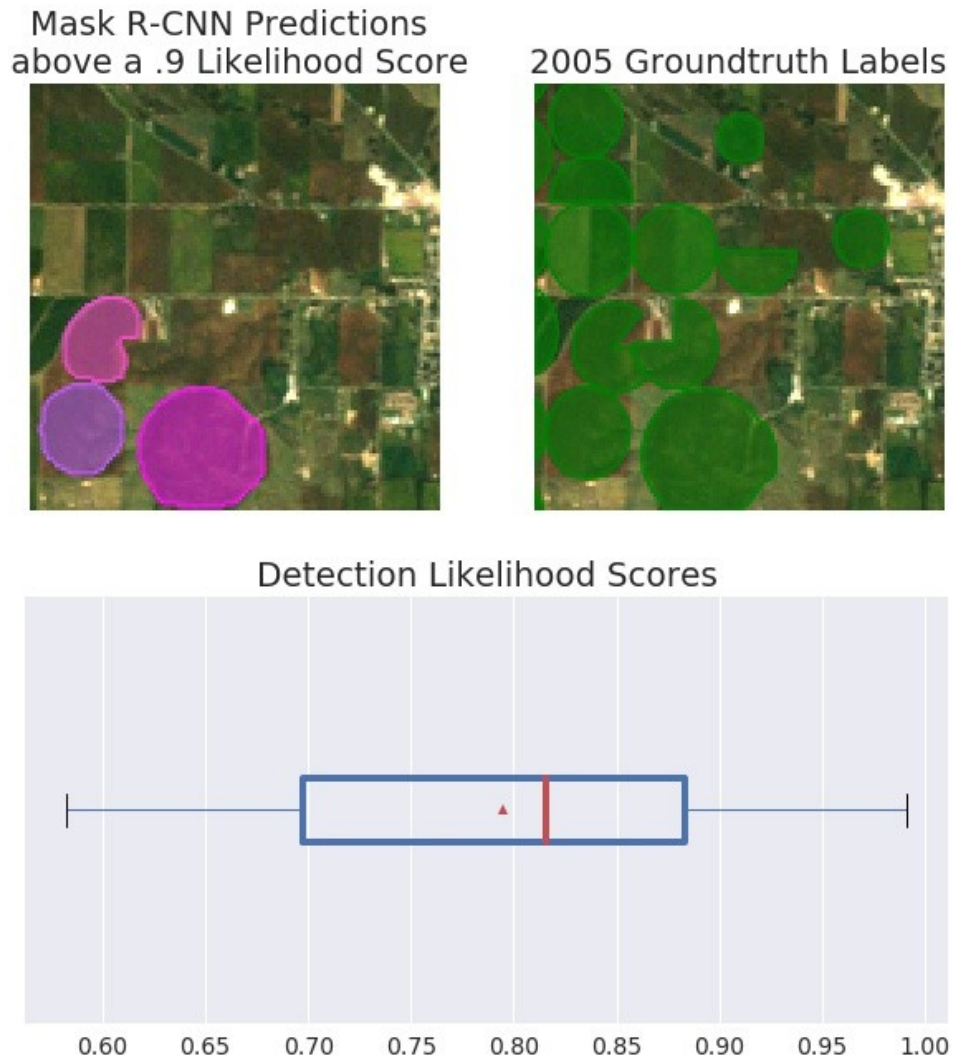 Mask R-CNN Predictions
above a .9 Likelihood Score
2005 Groundtruth Labels
Detection Likelihood Scores
0.60 0.65 0.70 0.75 0.80 0.85 0.90 0.95 1.00